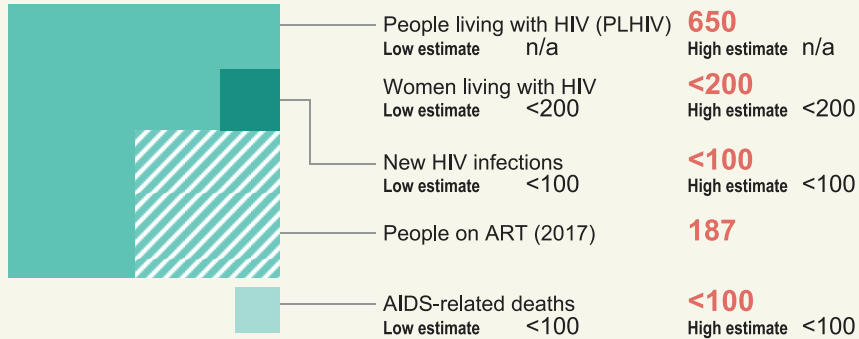 People living with HIV (PLHIV) 650
Low estimate n/a High estimate n/a
Women living with HIV <200
Low estimate <200 High estimate <200
New HIV infections <100
Low estimate <100 High estimate <100
People on ART (2017) 187
AIDS-related deaths <100
Low estimate <100 High estimate <100